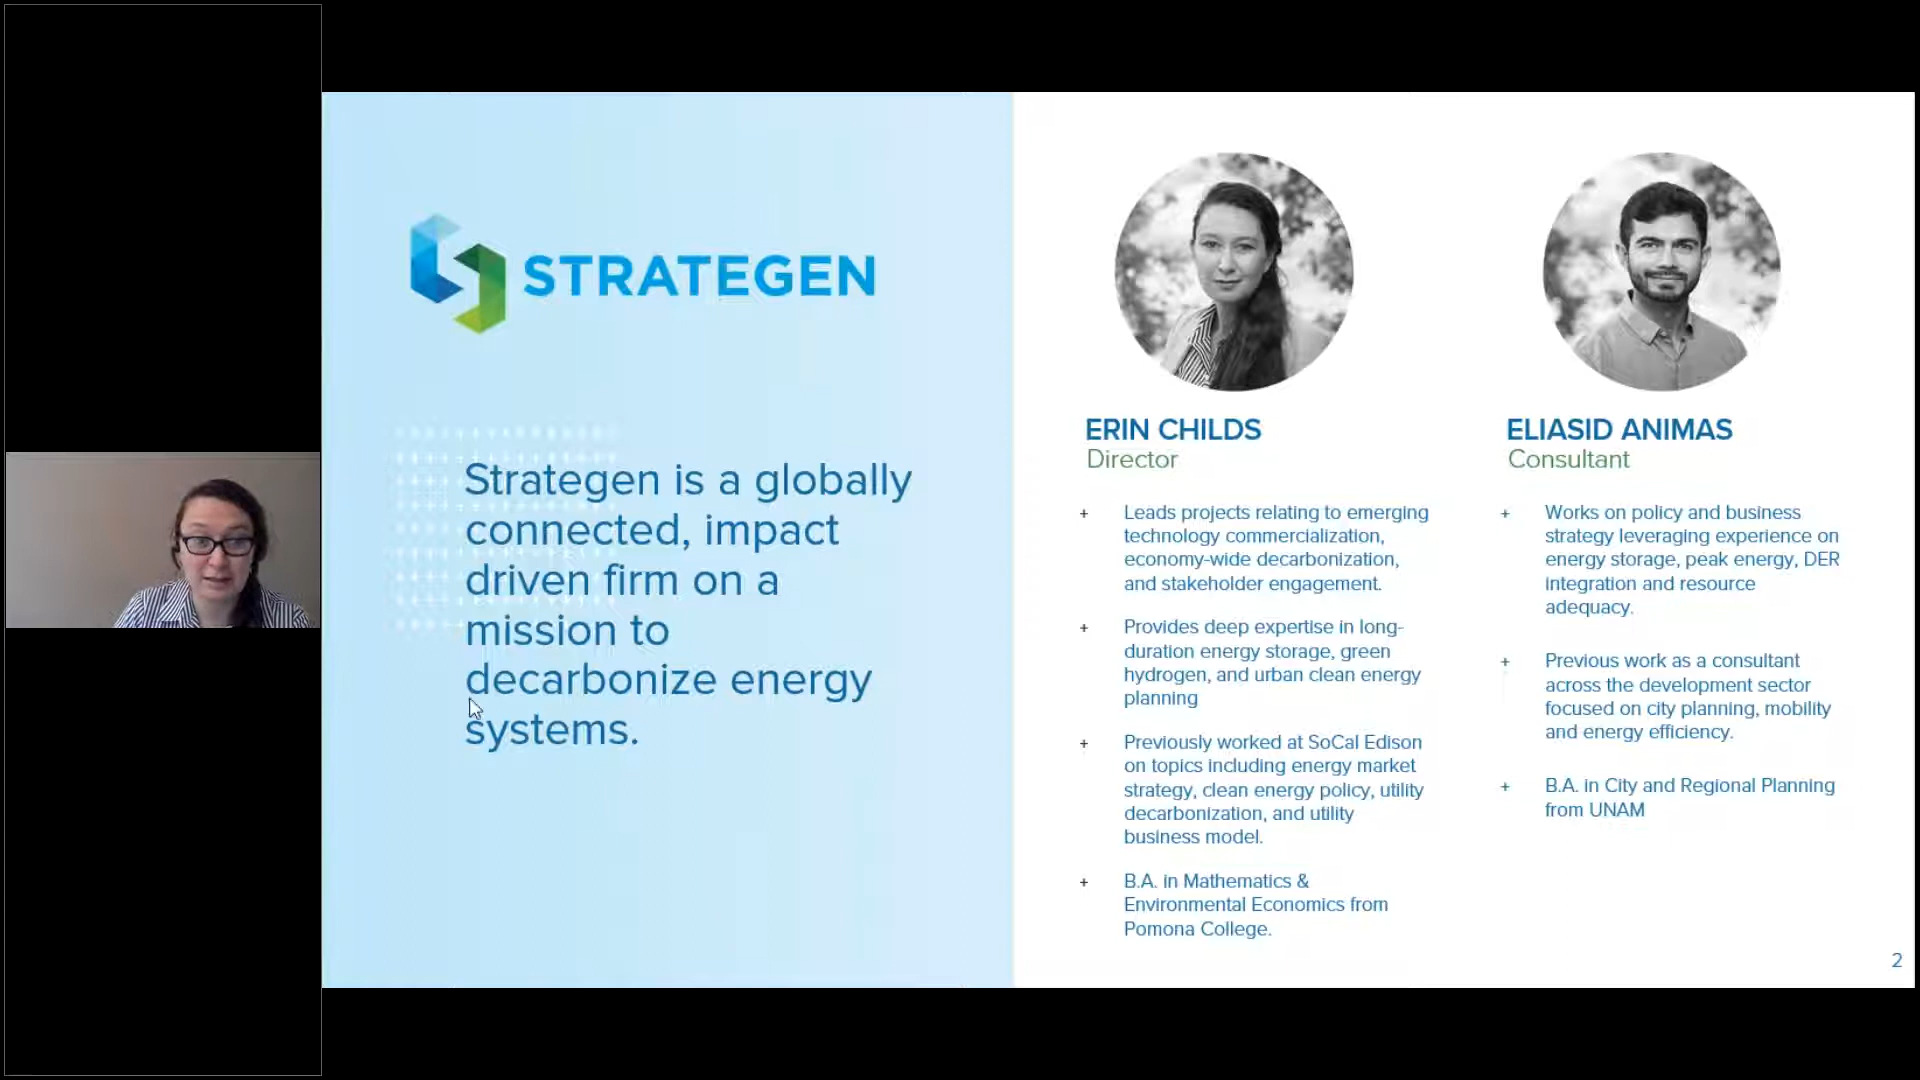 STRATEGEN
Strategen is a globally
connected, impact
driven firm on a
mission to
decarbonize energy
systems.
ERIN CHILDS
Director
+ Leads projects relating to emerging
technology commercialization,
economy-wide decarbonization,
and stakeholder engagement.
+ Provides deep expertise in long-
duration energy storage, green
hydrogen, and urban clean energy
planning
+ Previously worked at SoCal Edison
on topics including energy market
strategy, clean energy policy, utility
decarbonization, and utility
business model.
+ B.A. in Mathematics &
Environmental Economics from
Pomona College.
ELIASID ANIMAS
Consultant
+ Works on policy and business
strategy leveraging experience on
energy storage, peak energy, DER
integration and resource
adequacy.
+ Previous work as a consultant
across the development sector
focused on city planning, mobility
and energy efficiency.
+ B.A. in City and Regional Planning
from UNAM
2